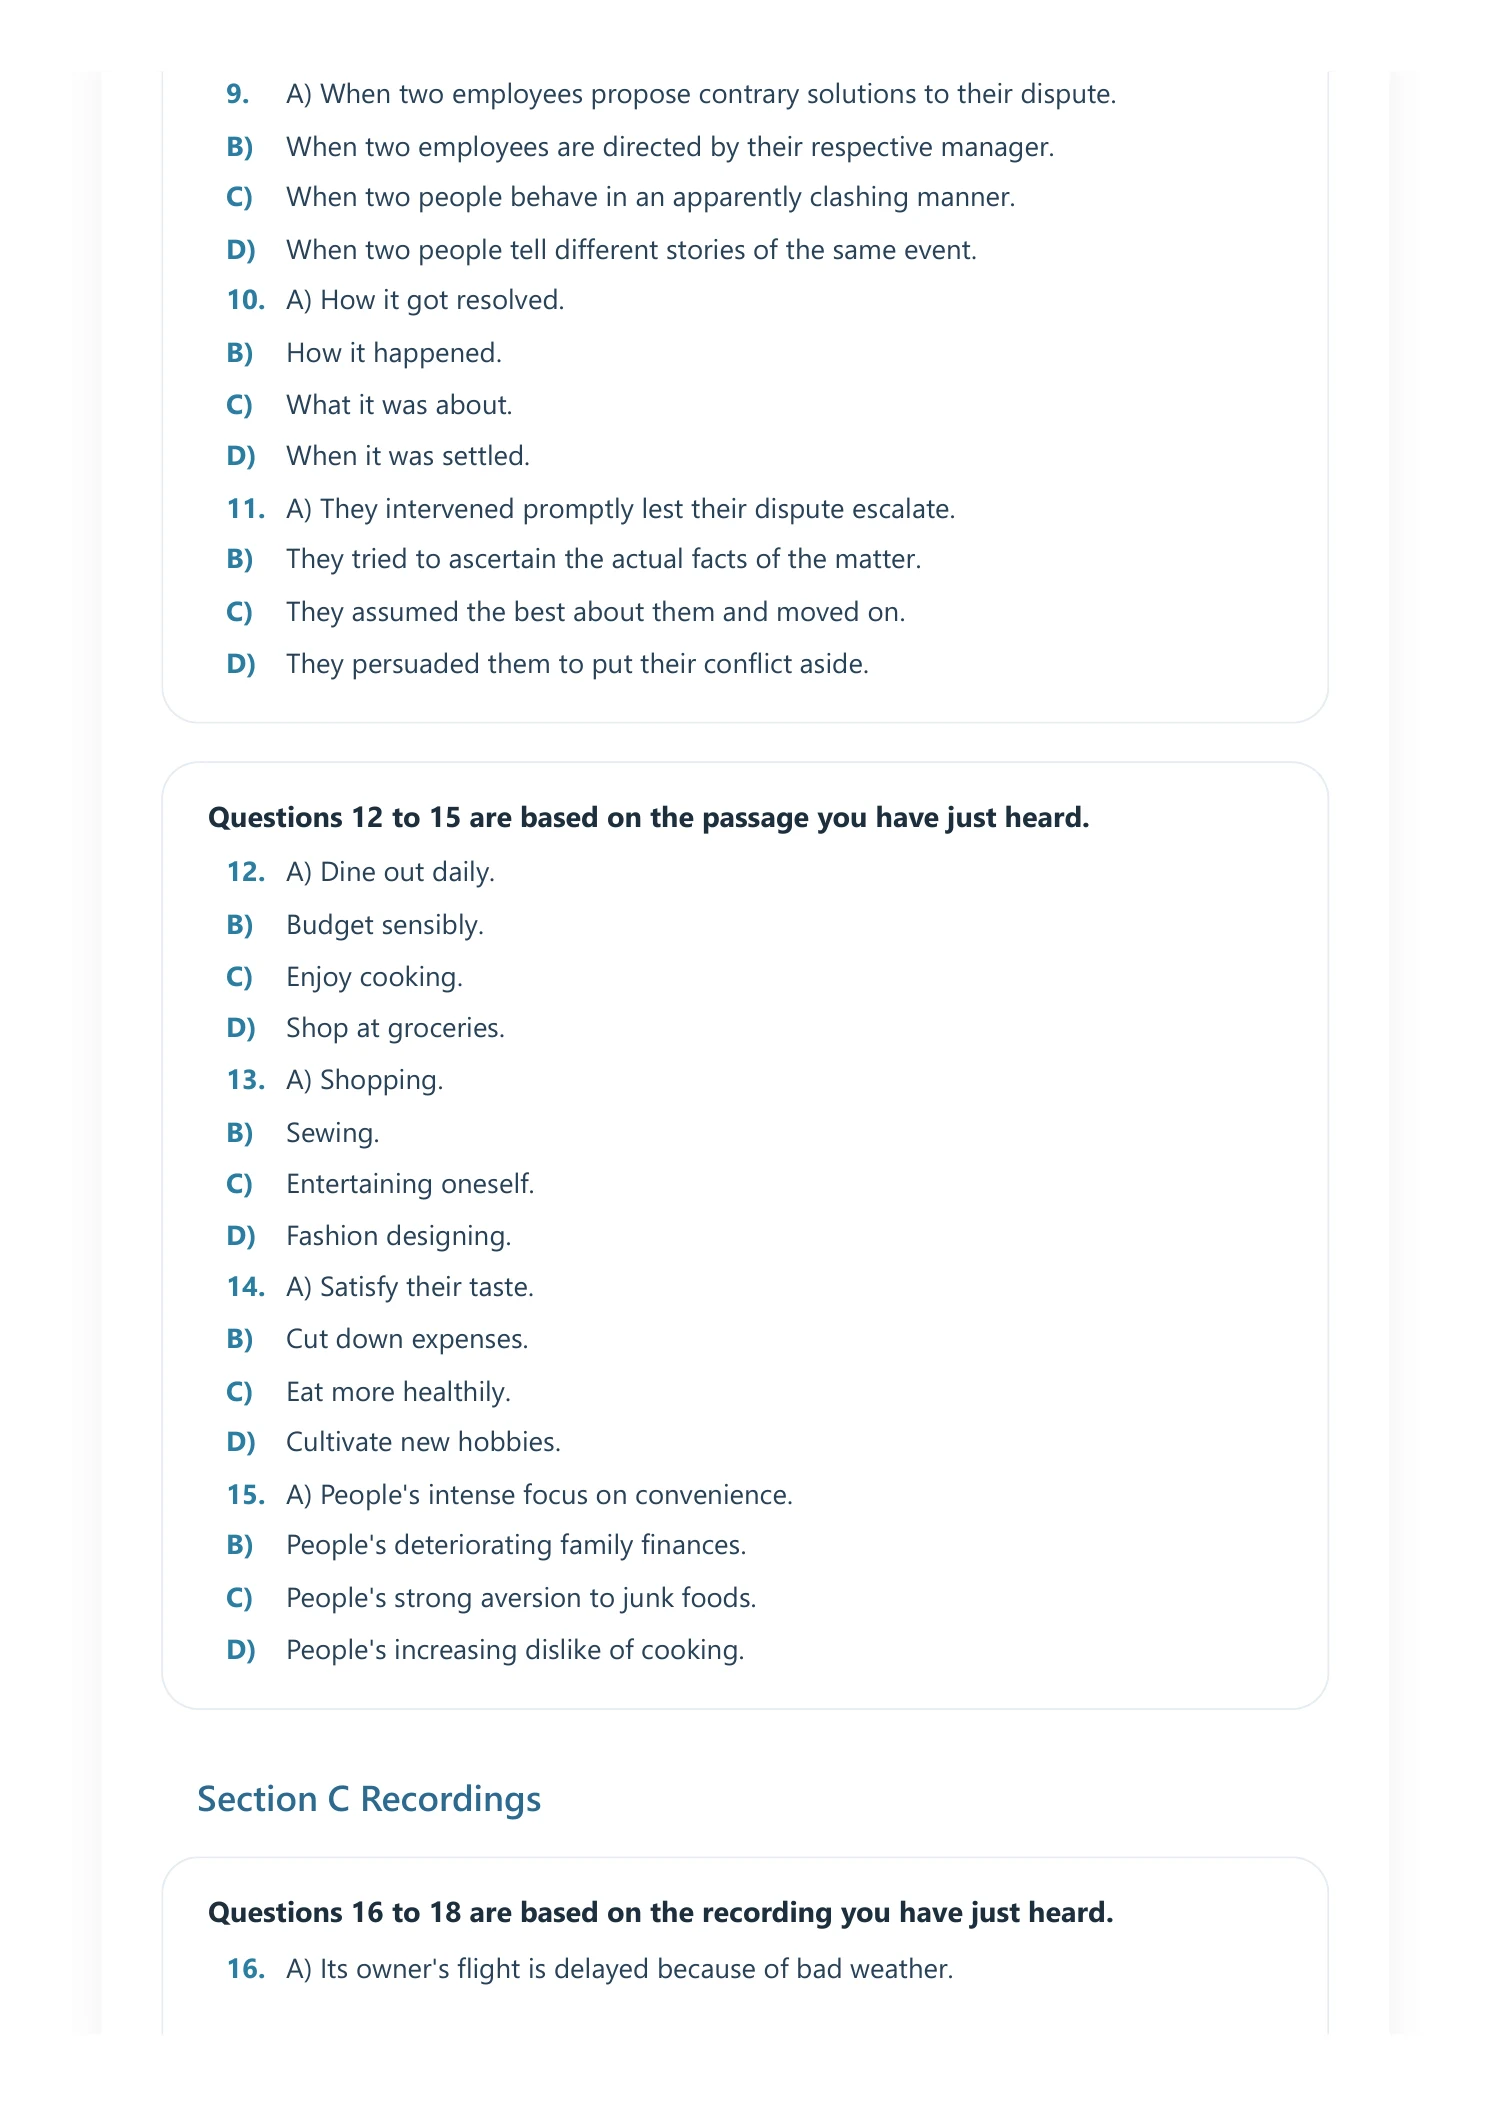 9. A) When two employees propose contrary solutions to their dispute.
B) When two employees are directed by their respective manager.
C) When two people behave in an apparently clashing manner.
D) When two people tell different stories of the same event.
10. A) How it got resolved.
B) How it happened.
C) What it was about.
D) When it was settled.
11. A) They intervened promptly lest their dispute escalate.
B) They tried to ascertain the actual facts of the matter.
C) They assumed the best about them and moved on.
D) They persuaded them to put their conflict aside.
Questions 12 to 15 are based on the passage you have just heard.
12. A) Dine out daily.
B) Budget sensibly.
C) Enjoy cooking.
D) Shop at groceries.
13. A) Shopping.
B) Sewing.
C) Entertaining oneself.
D) Fashion designing.
14. A) Satisfy their taste.
B) Cut down expenses.
C) Eat more healthily.
D) Cultivate new hobbies.
15. A) People's intense focus on convenience.
B) People's deteriorating family finances.
C) People's strong aversion to junk foods.
D) People's increasing dislike of cooking.
Section C Recordings
Questions 16 to 18 are based on the recording you have just heard.
16. A) Its owner's flight is delayed because of bad weather.